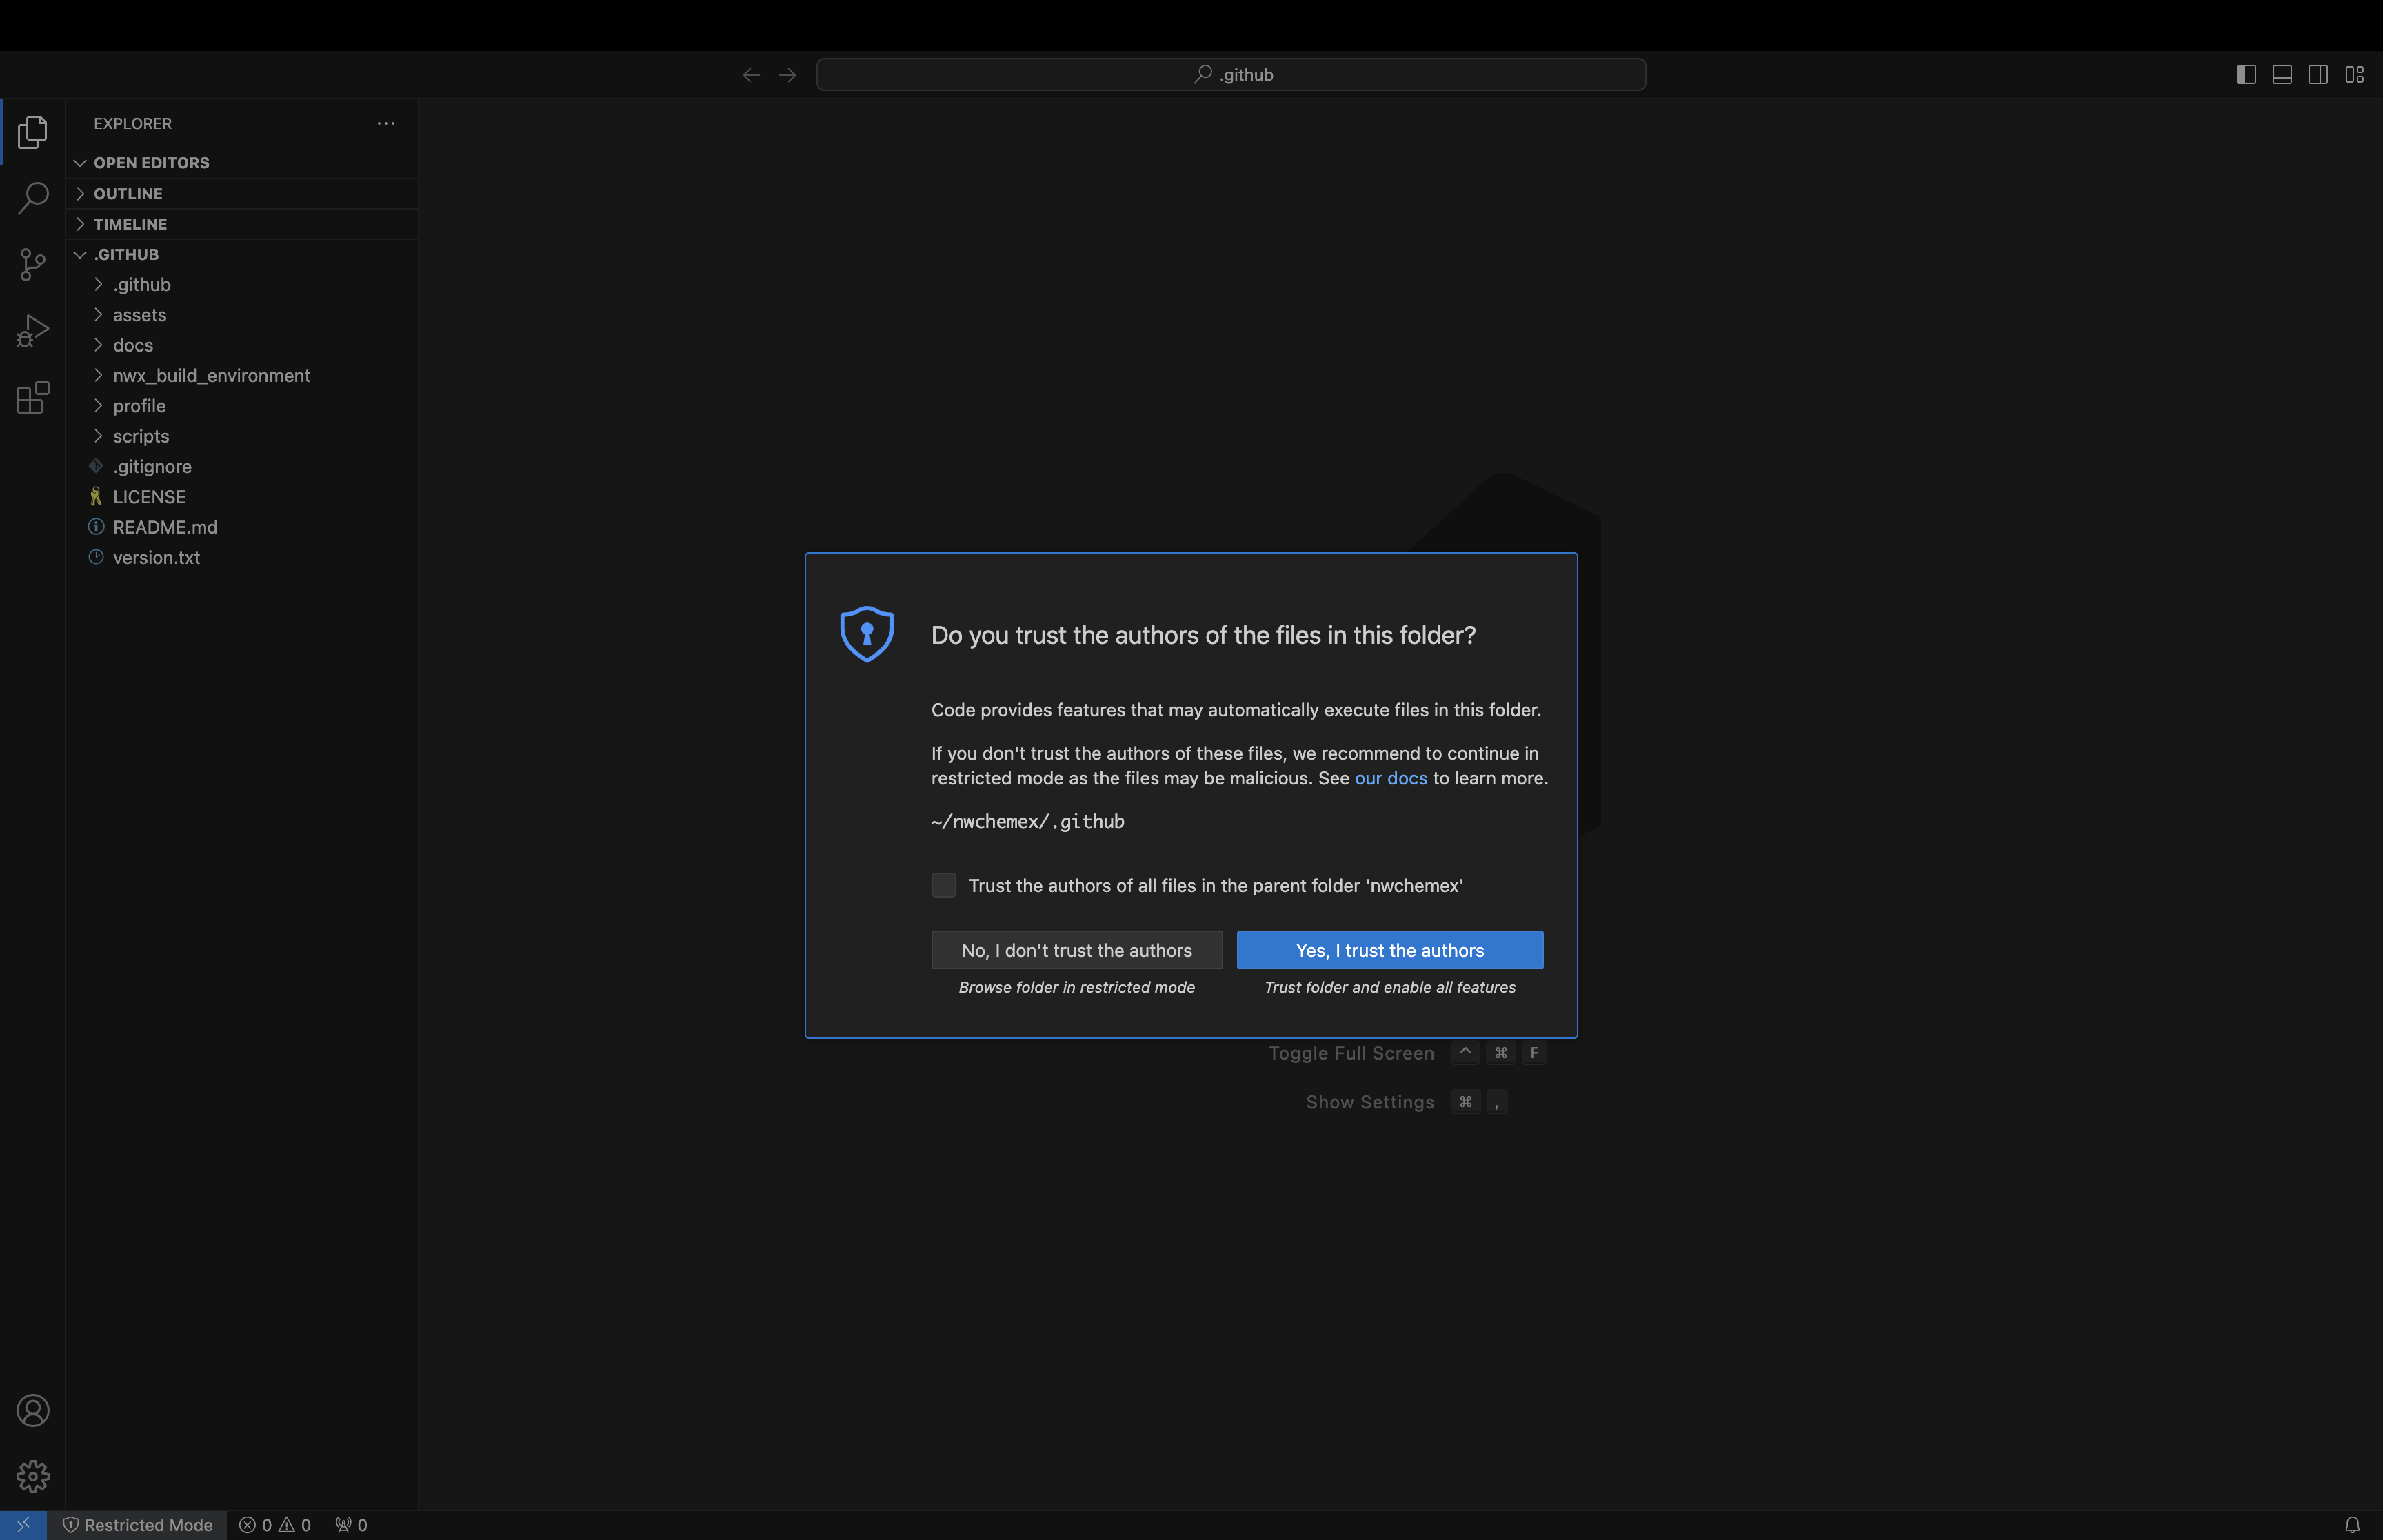 .github
EXPLORER
OPEN EDITORS
OUTLINE
TIMELINE
.GITHUB
.github
assets
docs
nwx_build_environment
profile
scripts
.gitignore
LICENSE
README.md
version.txt
Do you trust the authors of the files in this folder?
Code provides features that may automatically execute files in this folder.
If you don't trust the authors of these files, we recommend to continue in
restricted mode as the files may be malicious. See our docs to learn more.
~/nwchemex/.github
Trust the authors of all files in the parent folder 'nwchemex'
No, I don't trust the authors Yes, I trust the authors
Browse folder in restricted mode Trust folder and enable all features
Toggle Full Screen ^ ⌘ F
Show Settings ⌘ ,
Restricted Mode 0 0 0